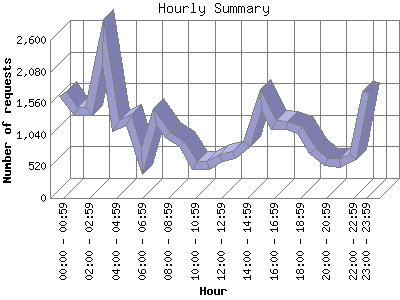 Hourly Summary
2,600
2,080
1,560
1,040
520
0
Number of requests
00:00 - 00:59
02:00 - 02:59
04:00 - 04:59
06:00 - 06:59
08:00 - 08:59
10:00 - 10:59
12:00 - 12:59
14:00 - 14:59
16:00 - 16:59
18:00 - 18:59
20:00 - 20:59
22:00 - 22:59
23:00 - 23:59
Hour